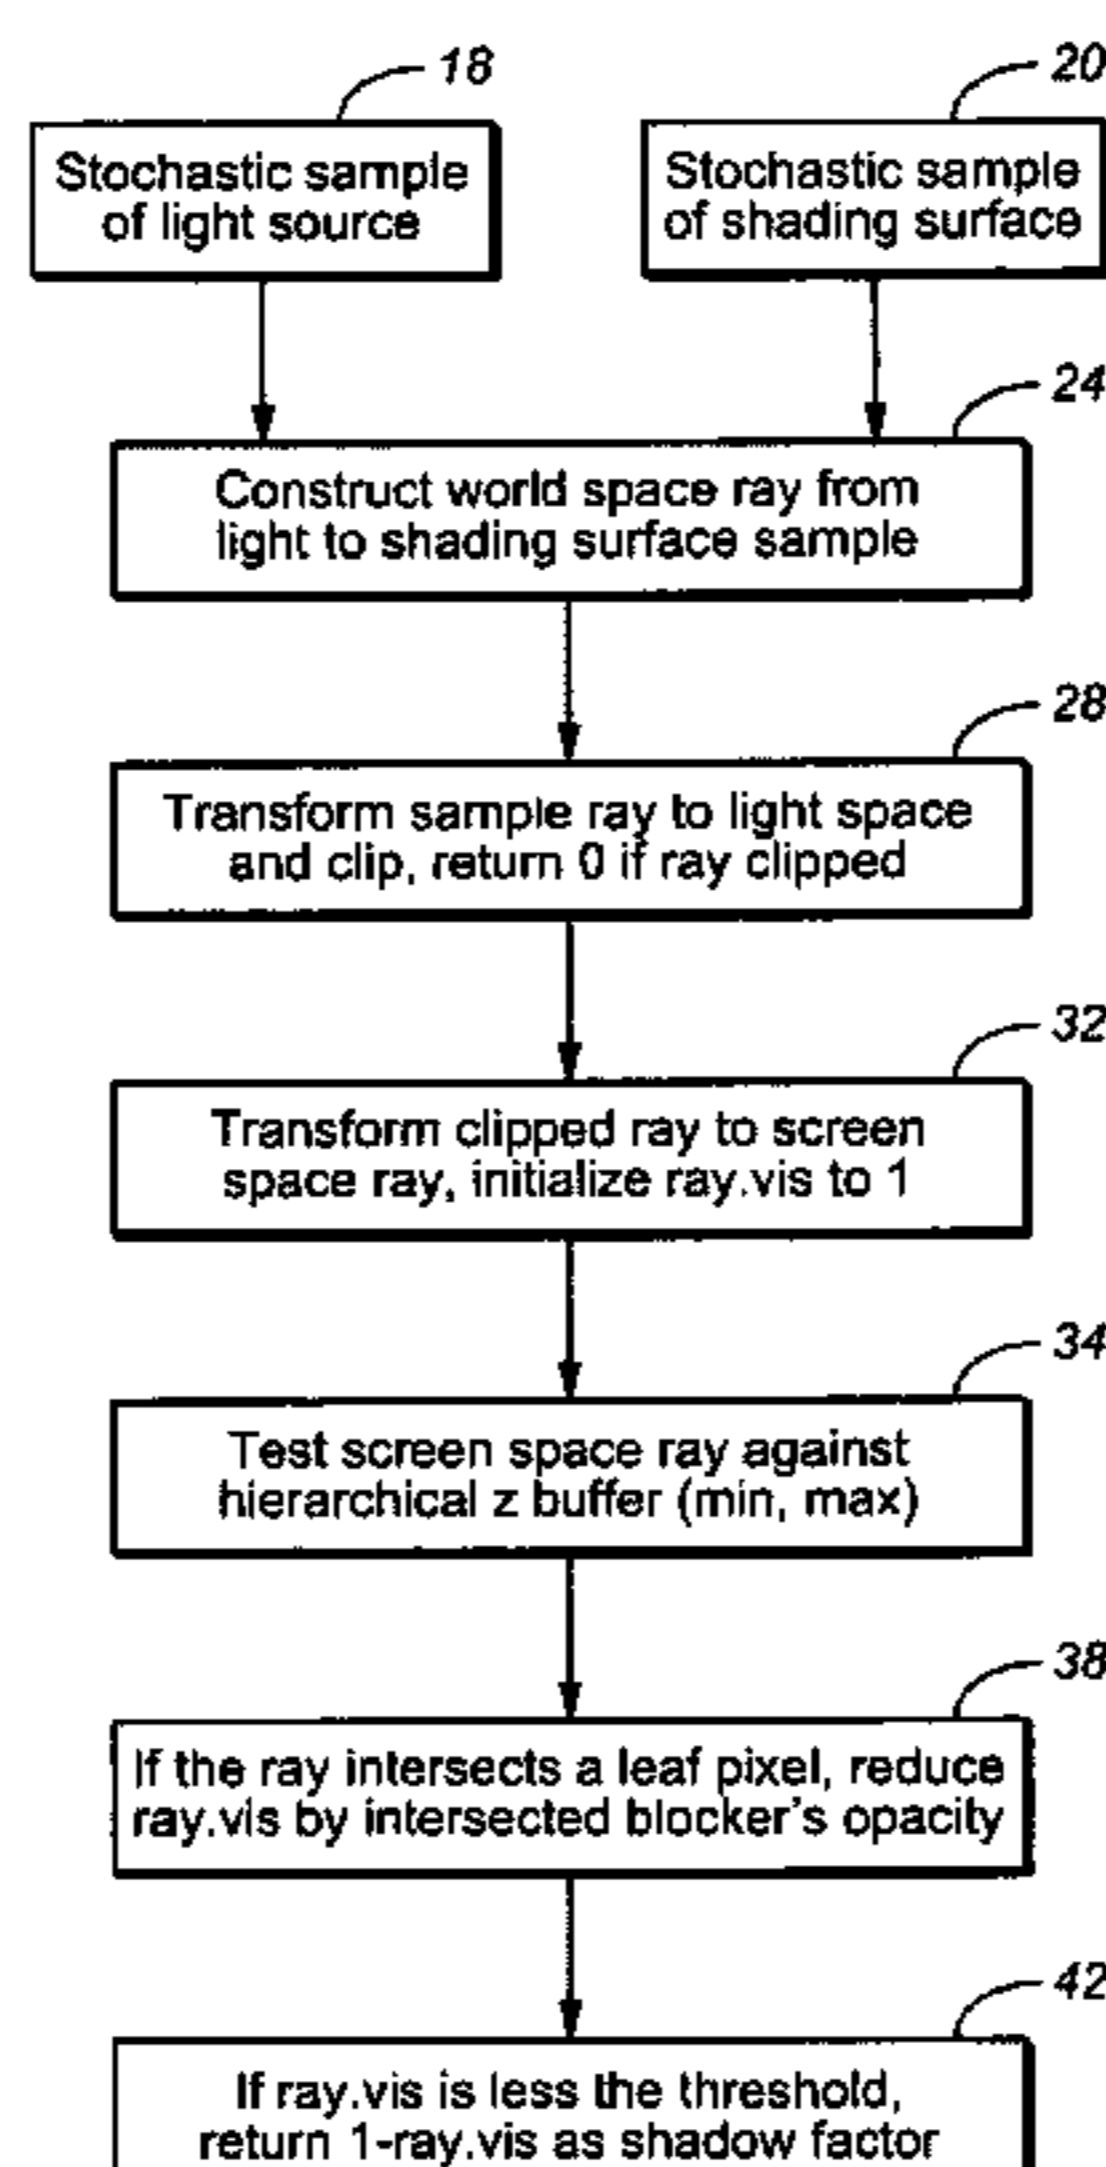 18
20
Stochastic sample
of light source
Stochastic sample
of shading surface
24
Construct world space ray from
light to shading surface sample
28
Transform sample ray to light space
and clip, return 0 if ray clipped
32
Transform clipped ray to screen
space ray, initialize ray.vis to 1
34
Test screen space ray against
hierarchical z buffer (min, max)
38
If the ray intersects a leaf pixel, reduce
ray.vis by intersected blocker's opacity
42
If ray.vis is less the threshold,
return 1-ray.vis as shadow factor